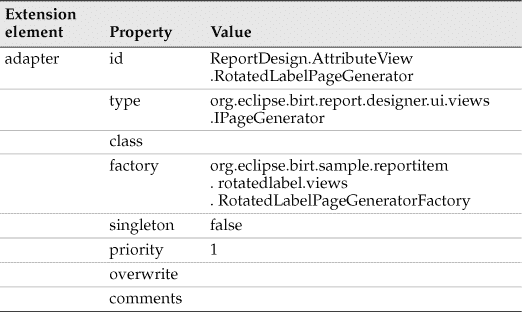 Extension
element Property Value
adapter id ReportDesign.AttributeView
.RotatedLabelPageGenerator
type org.eclipse.birt.report.designer.ui.views
.IPageGenerator
class
factory org.eclipse.birt.sample.reportitem
. rotatedlabel.views
. RotatedLabelPageGeneratorFactory
singleton false
priority 1
overwrite
comments